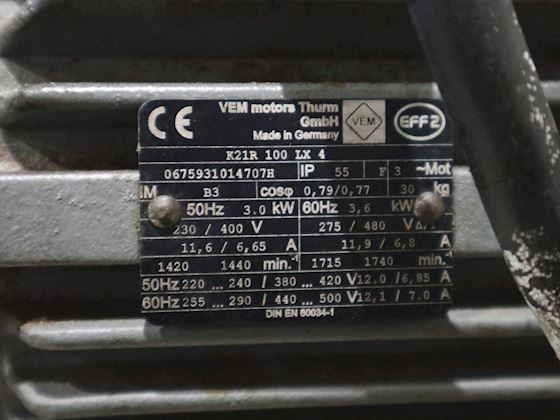 VEM motors Thurm
GmbH
Made in Germany
VEM
EFF2
K21R 100 LX 4
0675931014707H IP 55 F 3 ~Mot
IM B3 cosφ 0,79/0,77 30 kg
50Hz 3.0 kW 60Hz 3,6 kW
230 / 400 V 275 / 480 V
11,6 / 6,65 A 11,9 / 6,8 A
1420 1440 min.⁻¹ 1715 1740 min.⁻¹
50Hz 220 ... 240 / 380 ... 420 V 12.0 / 6,85 A
60Hz 255 ... 290 / 440 ... 500 V 12,1 / 7.0 A
DIN EN 60034-1